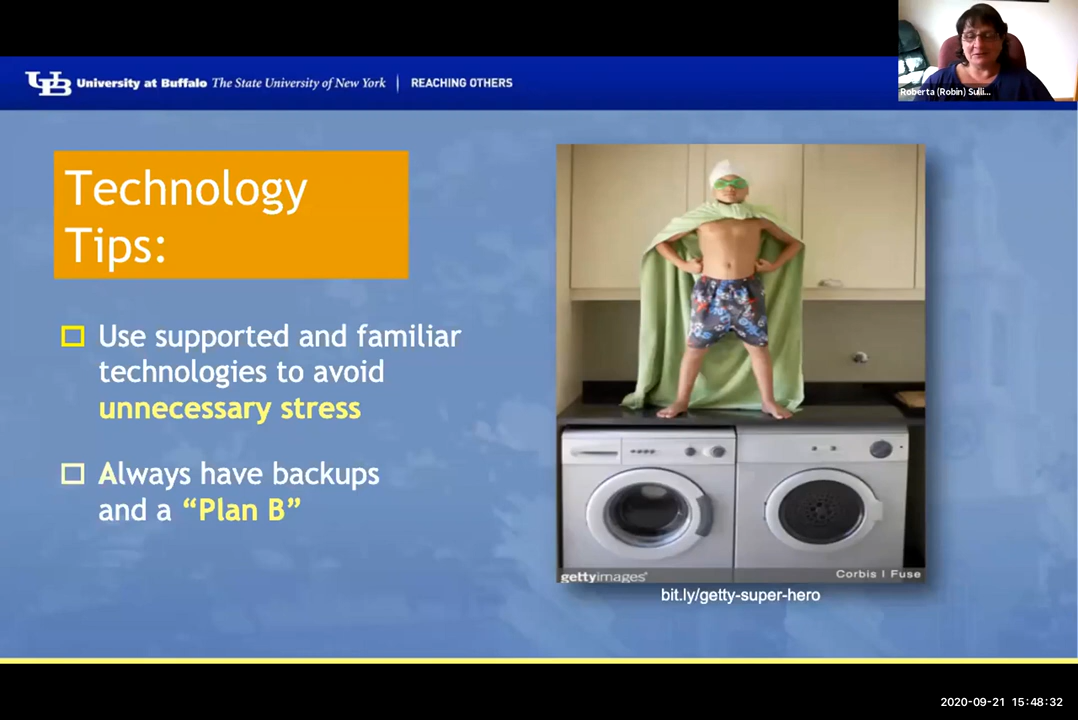 University at Buffalo The State University of New York | REACHING OTHERS
Roberta (Robin) Sulli...
Technology
Tips:
Use supported and familiar
technologies to avoid
unnecessary stress
Always have backups
and a “Plan B”
gettyimages®
Corbis | Fuse
bit.ly/getty-super-hero
2020-09-21 15:48:32